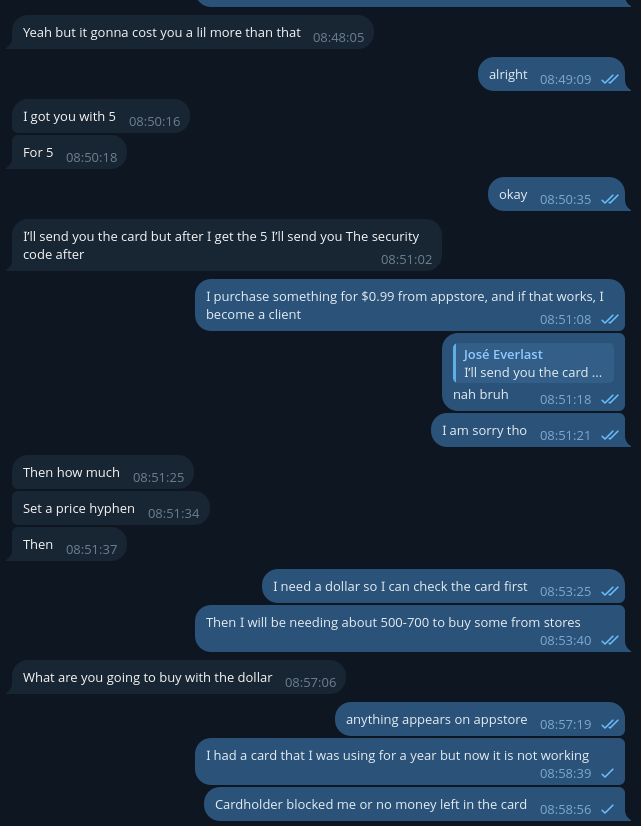 Yeah but it gonna cost you a lil more than that 08:48:05
alright 08:49:09
I got you with 5 08:50:16
For 5 08:50:18
okay 08:50:35
I'll send you the card but after I get the 5 I'll send you The security
code after 08:51:02
I purchase something for $0.99 from appstore, and if that works, I
become a client 08:51:08
José Everlast
I'll send you the card ...
nah bruh 08:51:18
I am sorry tho 08:51:21
Then how much 08:51:25
Set a price hyphen 08:51:34
Then 08:51:37
I need a dollar so I can check the card first 08:53:25
Then I will be needing about 500-700 to buy some from stores
08:53:40
What are you going to buy with the dollar 08:57:06
anything appears on appstore 08:57:19
I had a card that I was using for a year but now it is not working
08:58:39
Cardholder blocked me or no money left in the card 08:58:56